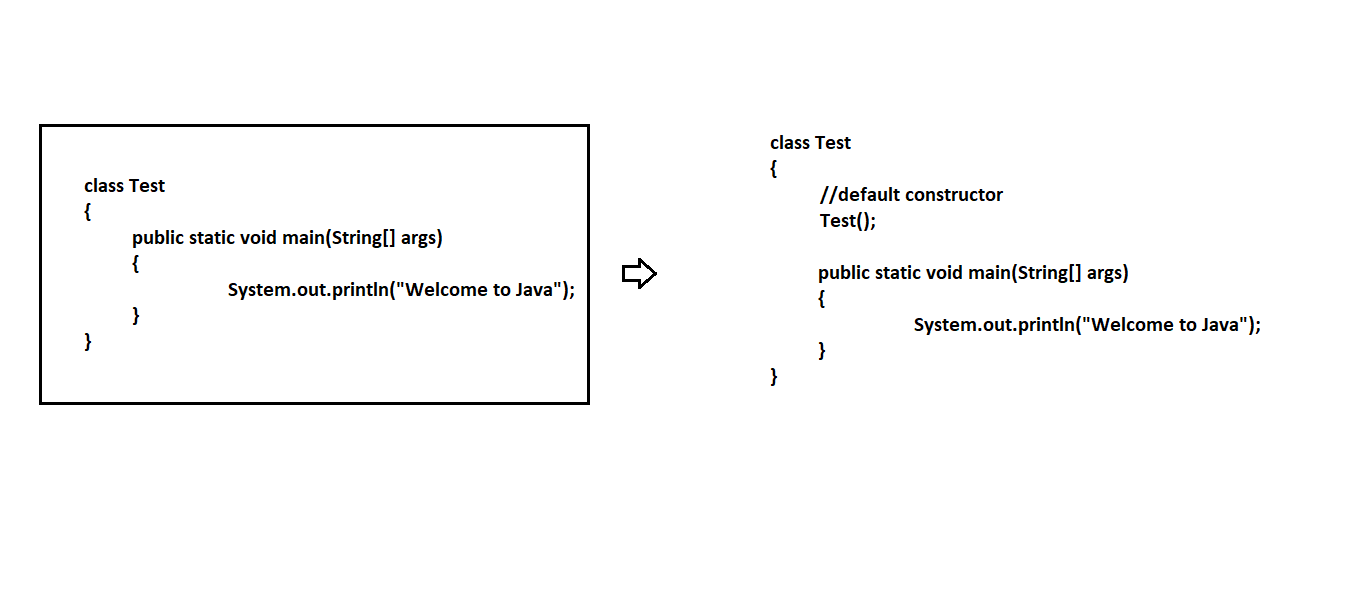 class Test
{
public static void main(String[] args)
{
System.out.println("Welcome to Java");
}
}
class Test
{
//default constructor
Test();
public static void main(String[] args)
{
System.out.println("Welcome to Java");
}
}